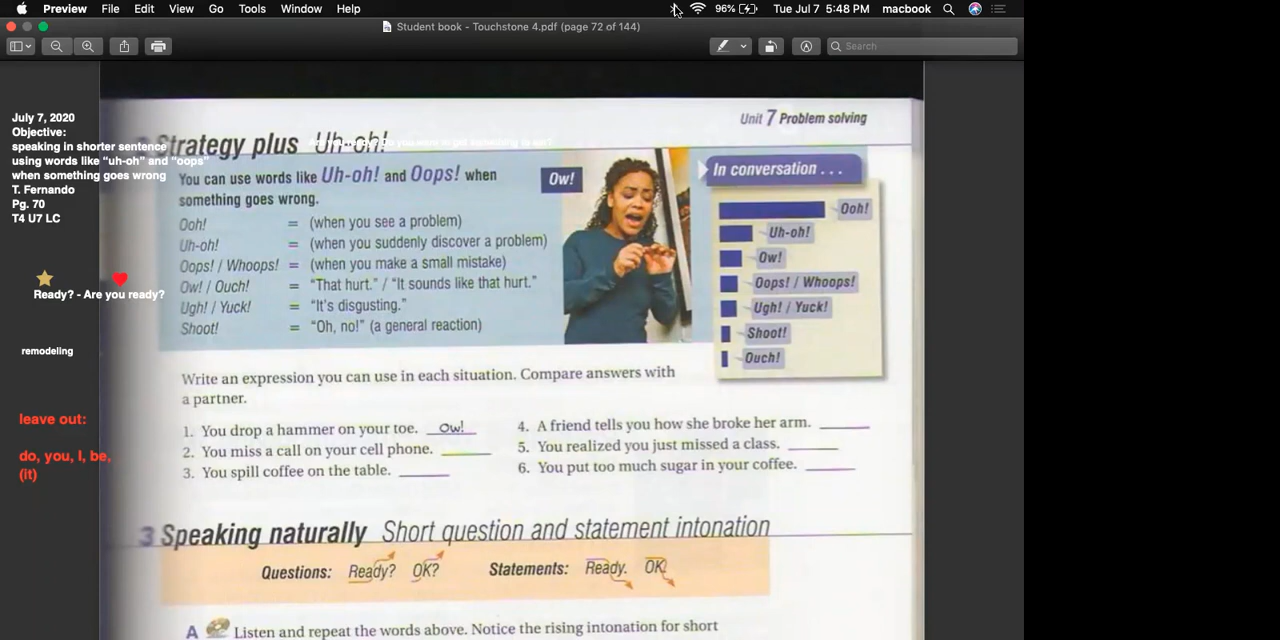 Preview File Edit View Go Tools Window Help
96% Tue Jul 7 5:48 PM macbook
Student book - Touchstone 4.pdf (page 72 of 144)
Search
July 7, 2020
Objective:
speaking in shorter sentence
using words like “uh-oh” and “oops”
when something goes wrong
T. Fernando
Pg. 70
T4 U7 LC
Ready? - Are you ready?
remodeling
leave out:
do, you, I, be,
(it)
Unit 7 Problem solving
Strategy plus Uh-oh!
You can use words like Uh-oh! and Oops! when
something goes wrong.
Ooh! = (when you see a problem)
Uh-oh! = (when you suddenly discover a problem)
Oops! / Whoops! = (when you make a small mistake)
Ow! / Ouch! = “That hurt.” / “It sounds like that hurt.”
Ugh! / Yuck! = “It’s disgusting.”
Shoot! = “Oh, no!” (a general reaction)
Ow!
In conversation . . .
Ooh!
Uh-oh!
Ow!
Oops! / Whoops!
Ugh! / Yuck!
Shoot!
Ouch!
Write an expression you can use in each situation. Compare answers with
a partner.
1. You drop a hammer on your toe. Ow!
2. You miss a call on your cell phone.
3. You spill coffee on the table.
4. A friend tells you how she broke her arm.
5. You realized you just missed a class.
6. You put too much sugar in your coffee.
3 Speaking naturally Short question and statement intonation
Questions: Ready? OK? Statements: Ready. OK.
A Listen and repeat the words above. Notice the rising intonation for short